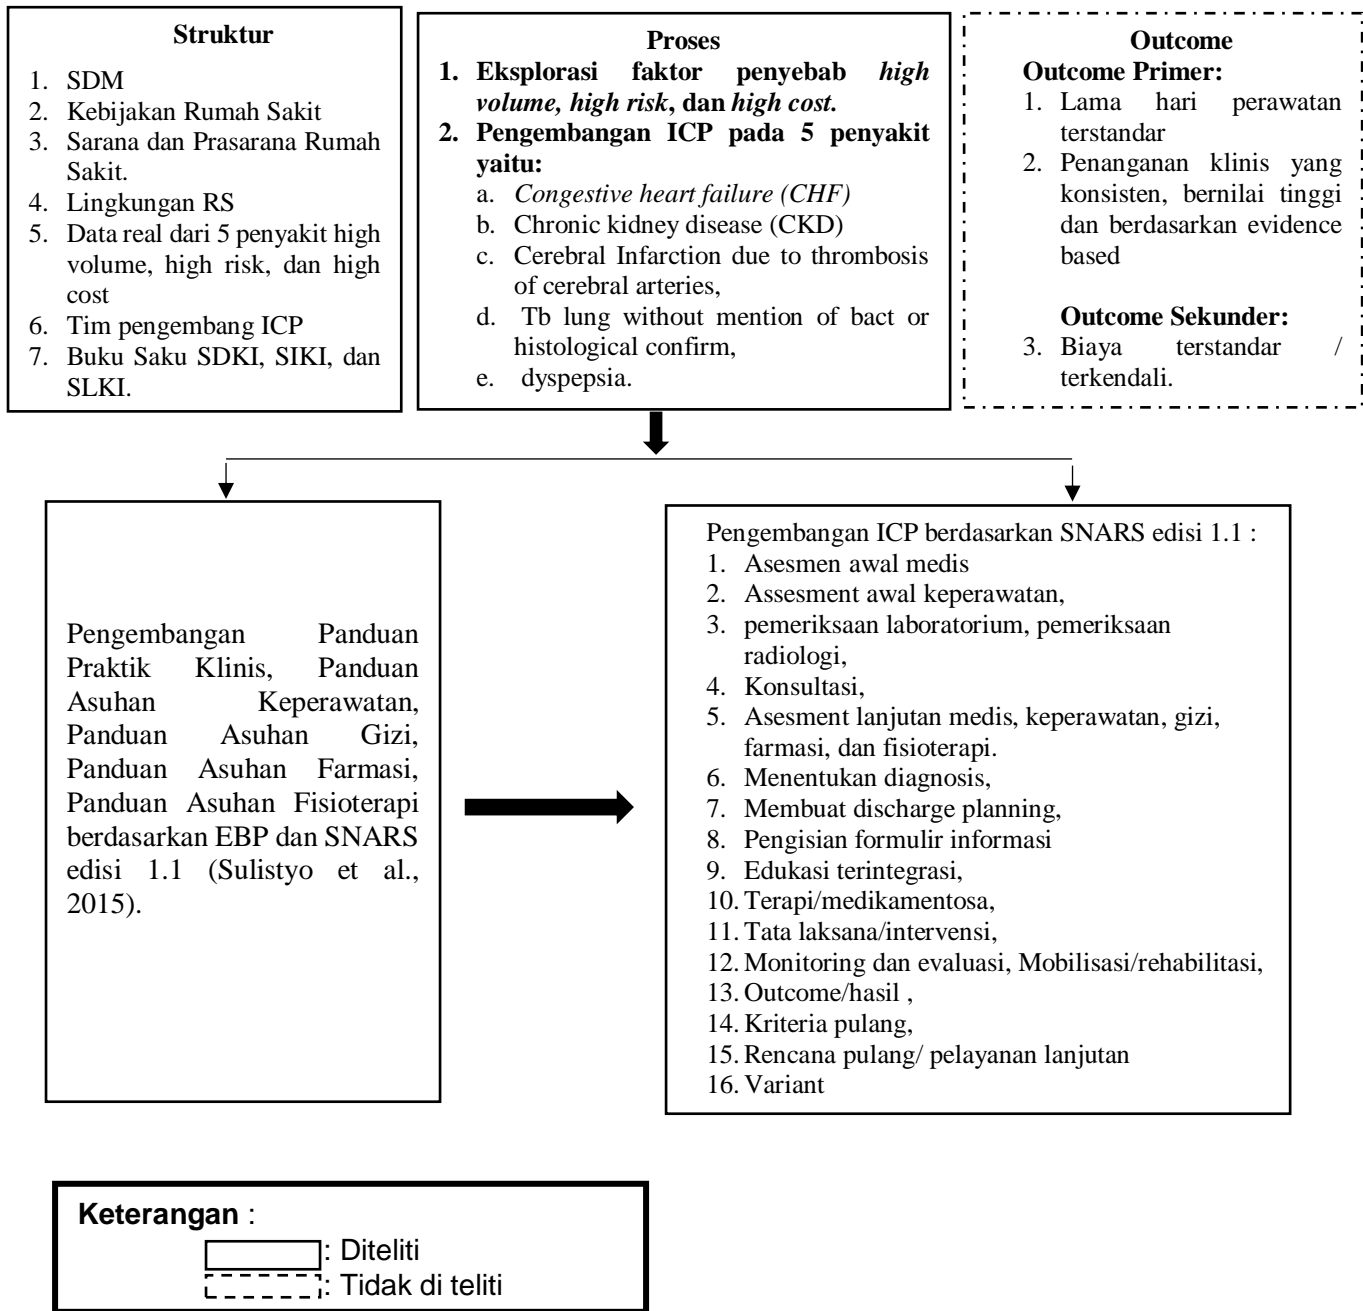 Struktur
1. SDM
2. Kebijakan Rumah Sakit
3. Sarana dan Prasarana Rumah
Sakit.
4. Lingkungan RS
5. Data real dari 5 penyakit high
volume, high risk, dan high
cost
6. Tim pengembang ICP
7. Buku Saku SDKI, SIKI, dan
SLKI.
Proses
1. Eksplorasi faktor penyebab high
volume, high risk, dan high cost.
2. Pengembangan ICP pada 5 penyakit
yaitu:
a. Congestive heart failure (CHF)
b. Chronic kidney disease (CKD)
c. Cerebral Infarction due to thrombosis
of cerebral arteries,
d. Tb lung without mention of bact or
histological confirm,
e. dyspepsia.
Outcome
Outcome Primer:
1. Lama hari perawatan
terstandar
2. Penanganan klinis yang
konsisten, bernilai tinggi
dan berdasarkan evidence
based
Outcome Sekunder:
3. Biaya terstandar /
terkendali.
Pengembangan Panduan
Praktik Klinis, Panduan
Asuhan Keperawatan,
Panduan Asuhan Gizi,
Panduan Asuhan Farmasi,
Panduan Asuhan Fisioterapi
berdasarkan EBP dan SNARS
edisi 1.1 (Sulistyo et al.,
2015).
Pengembangan ICP berdasarkan SNARS edisi 1.1 :
1. Asesmen awal medis
2. Assesment awal keperawatan,
3. pemeriksaan laboratorium, pemeriksaan
radiologi,
4. Konsultasi,
5. Asesment lanjutan medis, keperawatan, gizi,
farmasi, dan fisioterapi.
6. Menentukan diagnosis,
7. Membuat discharge planning,
8. Pengisian formulir informasi
9. Edukasi terintegrasi,
10. Terapi/medikamentosa,
11. Tata laksana/intervensi,
12. Monitoring dan evaluasi, Mobilisasi/rehabilitasi,
13. Outcome/hasil ,
14. Kriteria pulang,
15. Rencana pulang/ pelayanan lanjutan
16. Variant
Keterangan :
: Diteliti
: Tidak di teliti